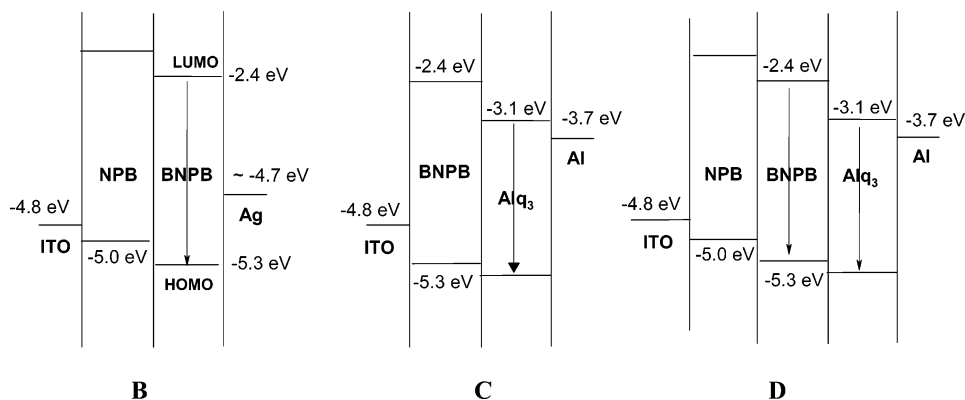 LUMO
-2.4 eV
NPB
BNPB
~ -4.7 eV
Ag
-4.8 eV
ITO
-5.0 eV
-5.3 eV
HOMO
B
-2.4 eV
-3.1 eV
-3.7 eV
Al
BNPB
Alq3
-4.8 eV
ITO
-5.3 eV
C
-2.4 eV
-3.1 eV
-3.7 eV
Al
NPB
BNPB
Alq3
-4.8 eV
ITO
-5.0 eV
-5.3 eV
D